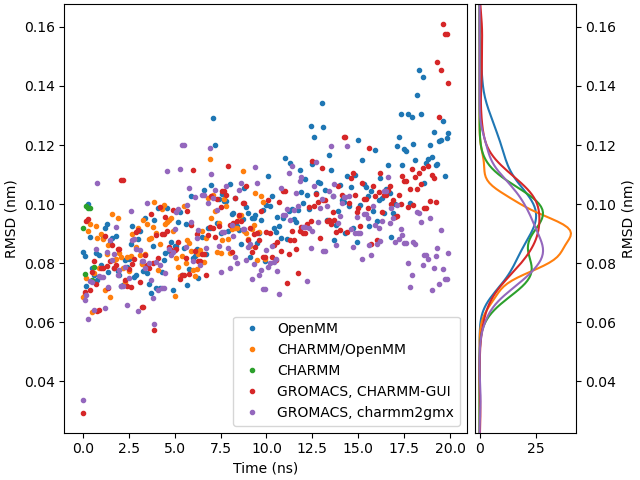 0.16
0.14
0.12
0.10
0.08
0.06
0.04
RMSD (nm)
0.0 2.5 5.0 7.5 10.0 12.5 15.0 17.5 20.0
Time (ns)
OpenMM
CHARMM/OpenMM
CHARMM
GROMACS, CHARMM-GUI
GROMACS, charmm2gmx
0 25
0.16
0.14
0.12
0.10
0.08
0.06
0.04
RMSD (nm)